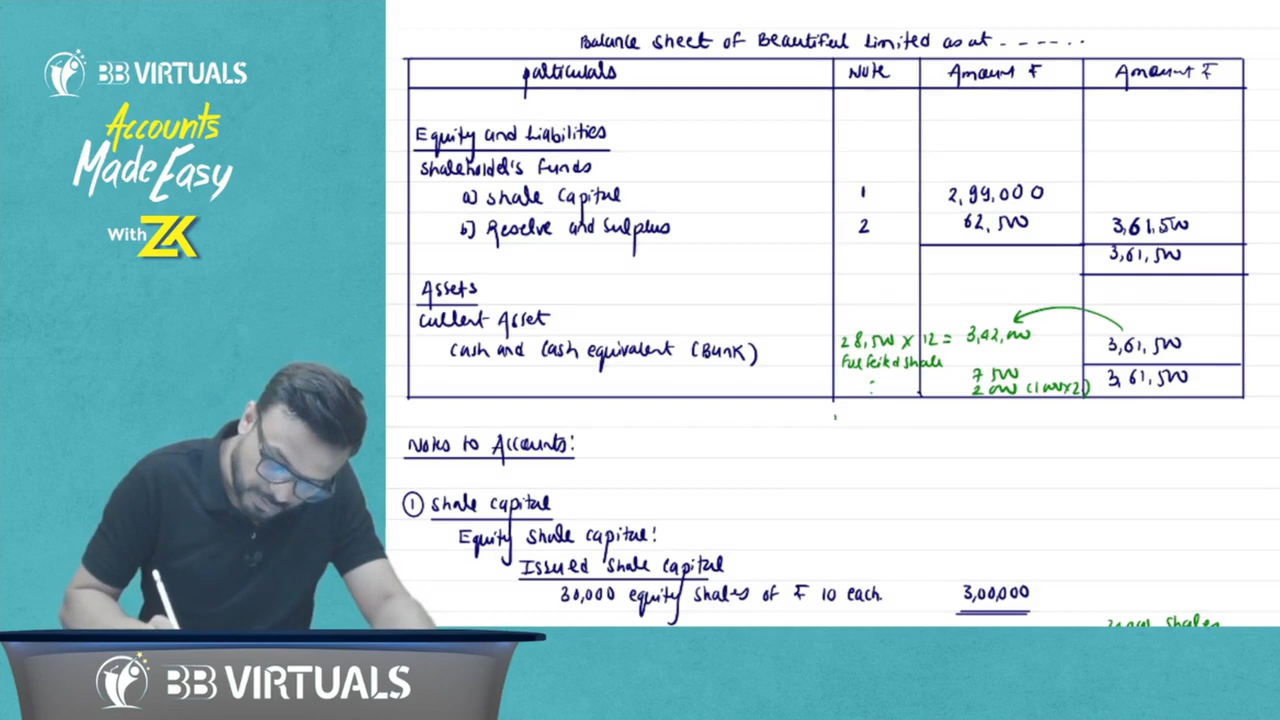 BB VIRTUALS
Accounts
Made Easy
With ZK
Balance Sheet of Beautiful Limited as at - - - - - . .
particulars Note Amount ₹ Amount ₹
Equity and Liabilities
Shareholder's Funds
a) Share Capital 1 2,99,000
b) Reserve and Surplus 2 62,500 3,61,500
3,61,500
Assets
Current Asset
28,500 x 12 = 3,42,000
Cash and Cash equivalent (Bank) 3,61,500
Forfeited Share
7500 3,61,500
2000 (1000x2)
Notes to Accounts:
① Share capital
Equity Share capital:
Issued Share capital
30,000 equity shares of ₹ 10 each 3,00,000
shares
BB VIRTUALS